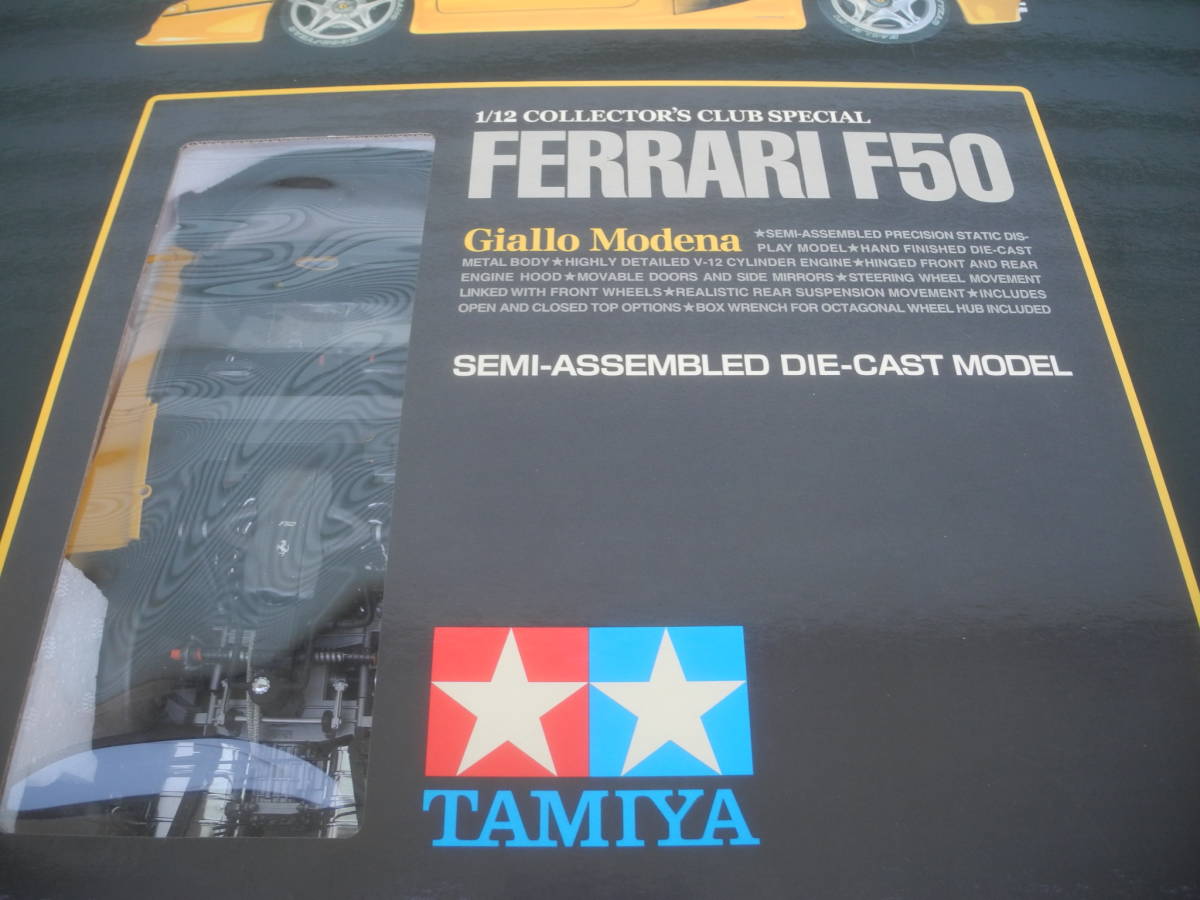 1/12 COLLECTOR'S CLUB SPECIAL
FERRARI F50
Giallo Modena
★SEMI-ASSEMBLED PRECISION STATIC DIS-
PLAY MODEL★HAND FINISHED DIE-CAST
METAL BODY★HIGHLY DETAILED V-12 CYLINDER ENGINE★HINGED FRONT AND REAR
ENGINE HOOD★MOVABLE DOORS AND SIDE MIRRORS★STEERING WHEEL MOVEMENT
LINKED WITH FRONT WHEELS★REALISTIC REAR SUSPENSION MOVEMENT★INCLUDES
OPEN AND CLOSED TOP OPTIONS★BOX WRENCH FOR OCTAGONAL WHEEL HUB INCLUDED
SEMI-ASSEMBLED DIE-CAST MODEL
F50
TAMIYA